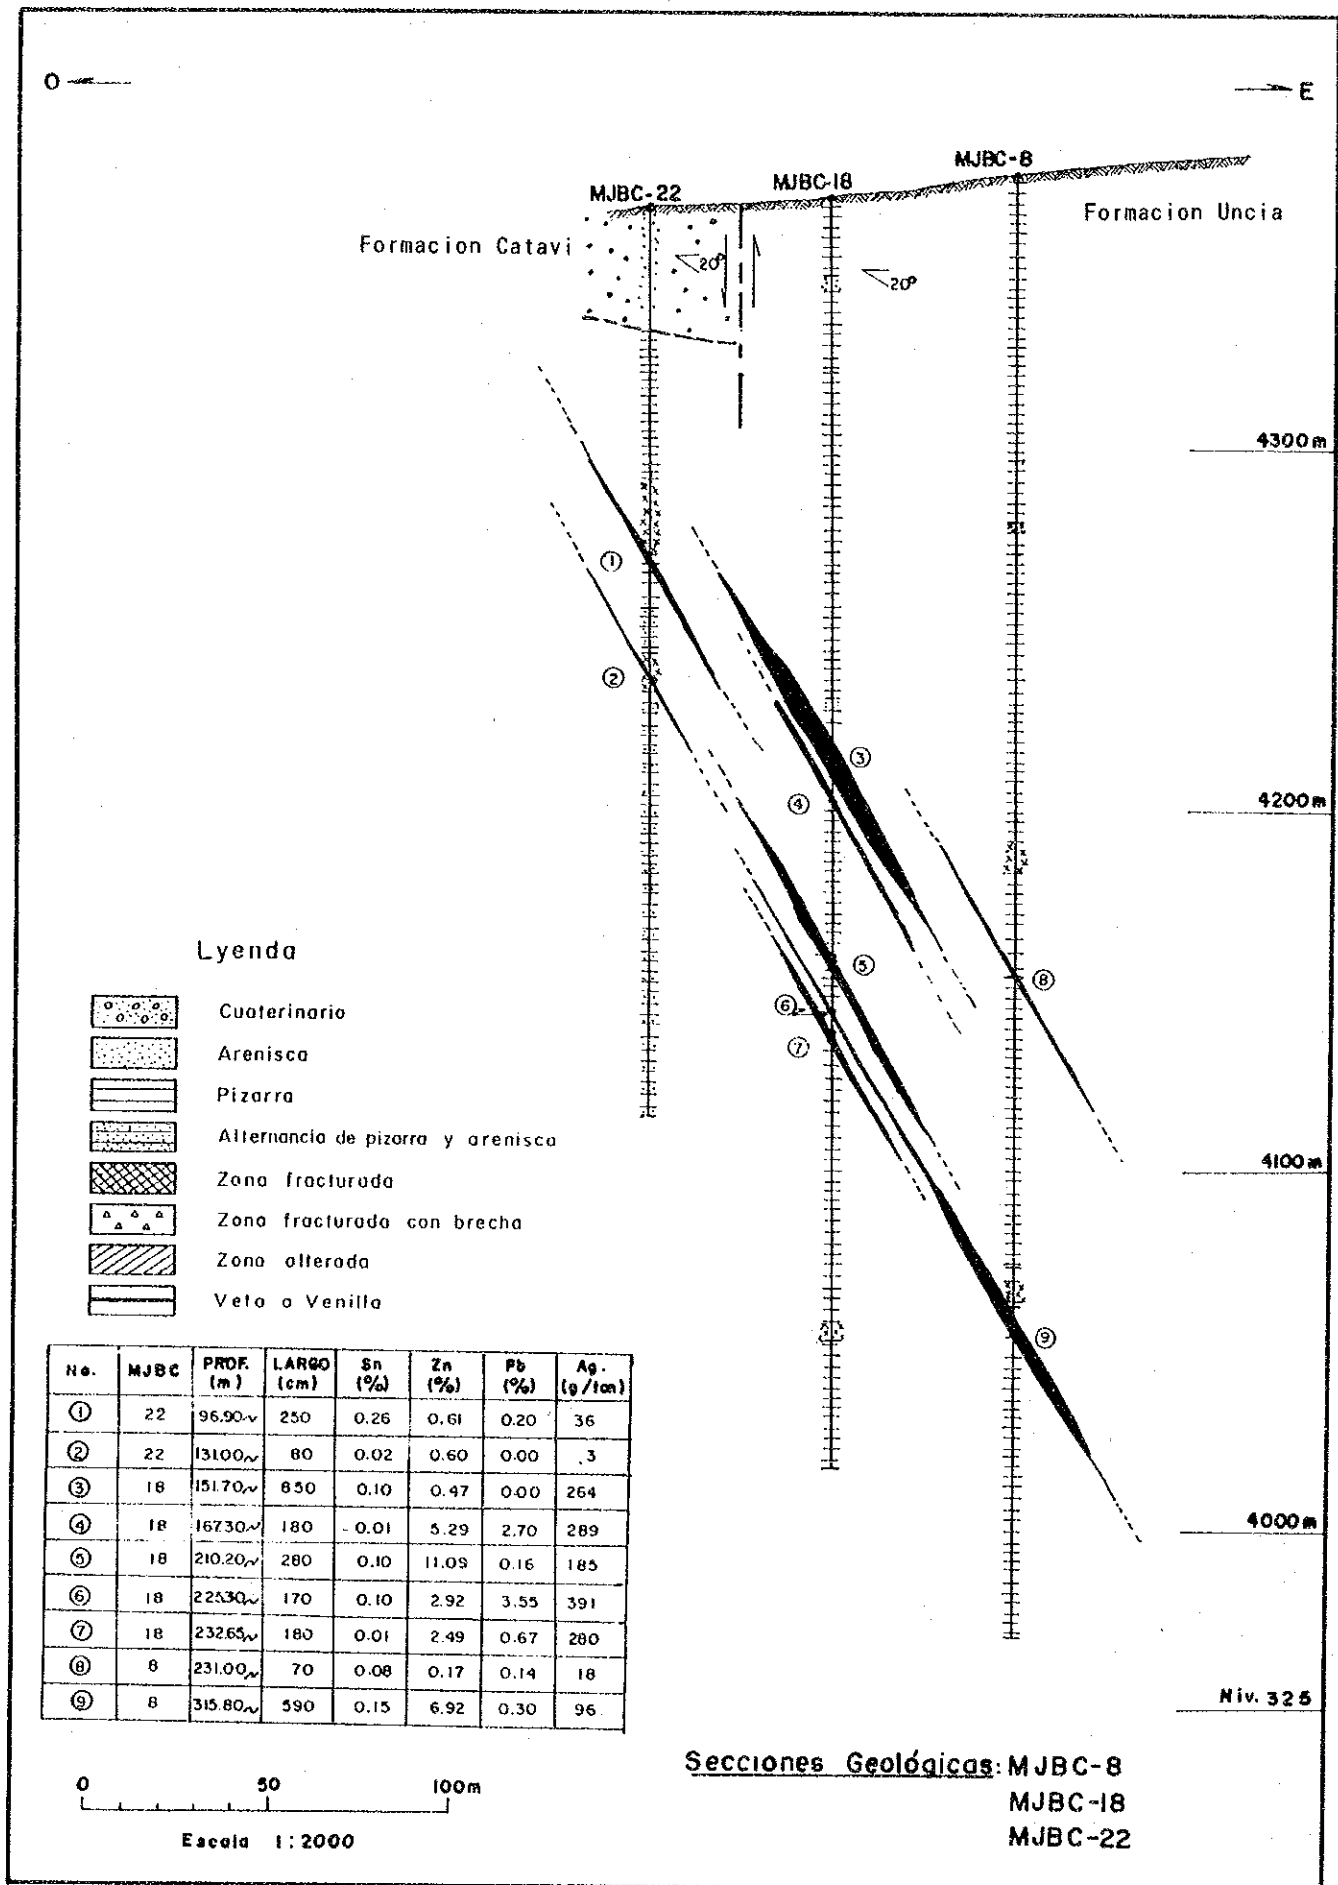 O
E
MJBC-8
MJBC-18
MJBC-22
Formacion Uncia
Formacion Catavi
20°
20°
4300m
①
②
③
④
4200m
⑤
⑧
⑥
⑦
4100m
⑨
4000m
Niv. 325
Lyenda
Cuaterinario
Arenisca
Pizarra
Alternancia de pizarra y arenisca
Zona fracturada
Zona fracturada con brecha
Zona alterada
Veta o Venilla
No. MJBC PROF. (m) LARGO (cm) Sn (%) Zn (%) Pb (%) Ag. (g/ton)
① 22 96.90~ 250 0.26 0.61 0.20 36
② 22 131.00~ 80 0.02 0.60 0.00 3
③ 18 151.70~ 850 0.10 0.47 0.00 264
④ 18 167.30~ 180 0.01 5.29 2.70 289
⑤ 18 210.20~ 280 0.10 11.09 0.16 185
⑥ 18 225.30~ 170 0.10 2.92 3.55 391
⑦ 18 232.65~ 180 0.01 2.49 0.67 280
⑧ 8 231.00~ 70 0.08 0.17 0.14 18
⑨ 8 315.80~ 590 0.15 6.92 0.30 96
0 50 100m
Escala 1:2000
Secciones Geológicas: MJBC-8
MJBC-18
MJBC-22